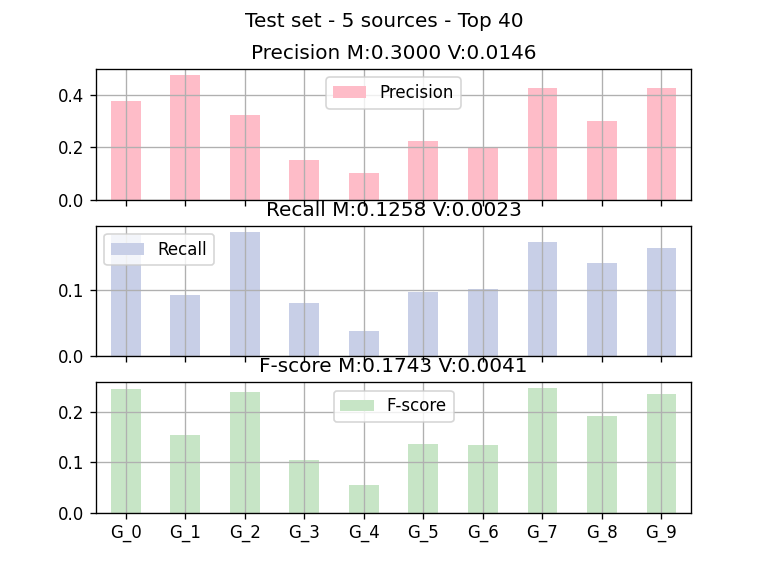 Test set - 5 sources - Top 40
Precision M:0.3000 V:0.0146
0.4
0.2
0.0
Precision
Recall M:0.1258 V:0.0023
0.1
0.0
Recall
F-score M:0.1743 V:0.0041
0.2
0.1
0.0
F-score
G_0 G_1 G_2 G_3 G_4 G_5 G_6 G_7 G_8 G_9